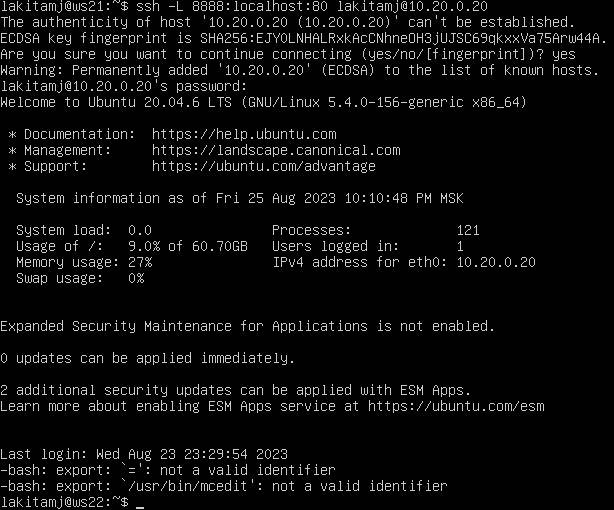 lakitamj@ws21:~$ ssh -L 8888:localhost:80 lakitamj@10.20.0.20
The authenticity of host '10.20.0.20 (10.20.0.20)' can't be established.
ECDSA key fingerprint is SHA256:EJYOLNHALRxkAcCNhneOH3jUJSC69qkxxVa75Arw44A.
Are you sure you want to continue connecting (yes/no/[fingerprint])? yes
Warning: Permanently added '10.20.0.20' (ECDSA) to the list of known hosts.
lakitamj@10.20.0.20's password:
Welcome to Ubuntu 20.04.6 LTS (GNU/Linux 5.4.0-156-generic x86_64)
* Documentation:  https://help.ubuntu.com
* Management:     https://landscape.canonical.com
* Support:        https://ubuntu.com/advantage
System information as of Fri 25 Aug 2023 10:10:48 PM MSK
System load:  0.0               Processes:             121
Usage of /:   9.0% of 60.70GB   Users logged in:       1
Memory usage: 27%               IPv4 address for eth0: 10.20.0.20
Swap usage:   0%
Expanded Security Maintenance for Applications is not enabled.
0 updates can be applied immediately.
2 additional security updates can be applied with ESM Apps.
Learn more about enabling ESM Apps service at https://ubuntu.com/esm
Last login: Wed Aug 23 23:29:54 2023
-bash: export: `=': not a valid identifier
-bash: export: `/usr/bin/mcedit': not a valid identifier
lakitamj@ws22:~$ _